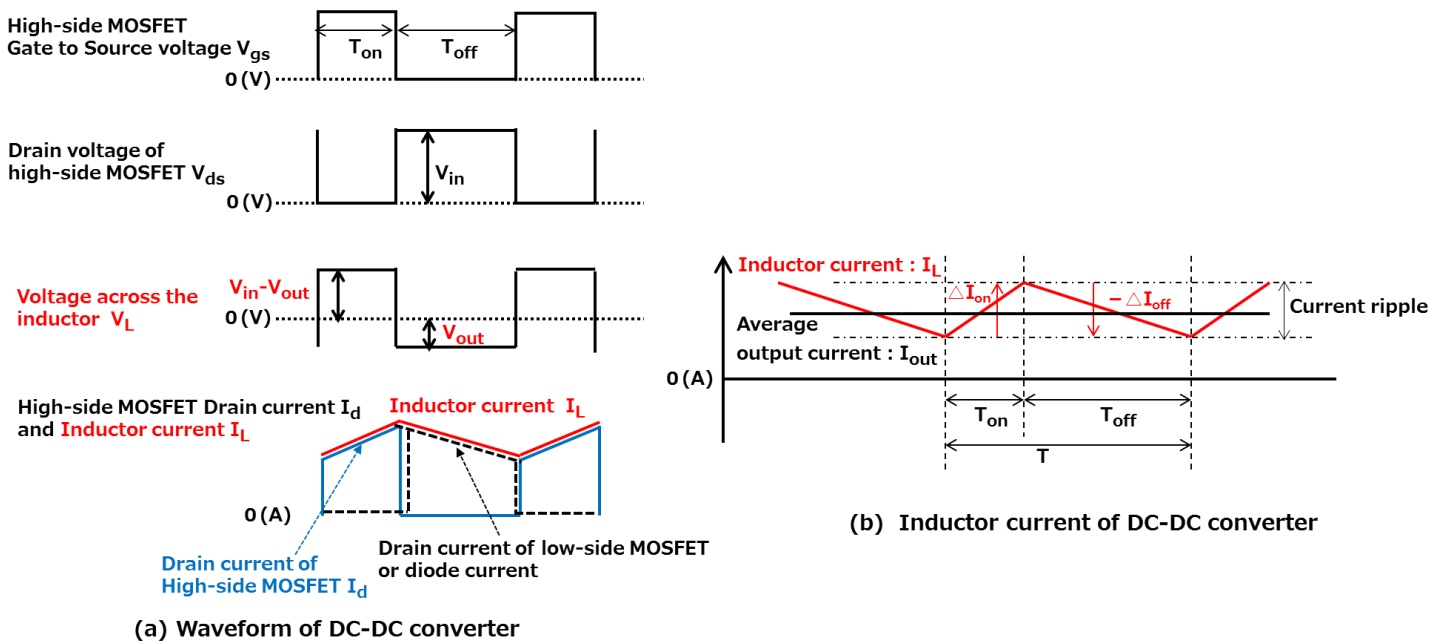 High-side MOSFET
Gate to Source voltage Vgs
Ton
Toff
0 (V)
Drain voltage of
high-side MOSFET Vds
Vin
0 (V)
Voltage across the
inductor VL
Vin-Vout
0 (V)
Vout
High-side MOSFET Drain current Id
and Inductor current IL
Inductor current IL
0 (A)
Drain current of
High-side MOSFET Id
Drain current of low-side MOSFET
or diode current
(a) Waveform of DC-DC converter
Inductor current : IL
△Ion
− △Ioff
Current ripple
Average
output current : Iout
0 (A)
Ton
Toff
T
(b) Inductor current of DC-DC converter